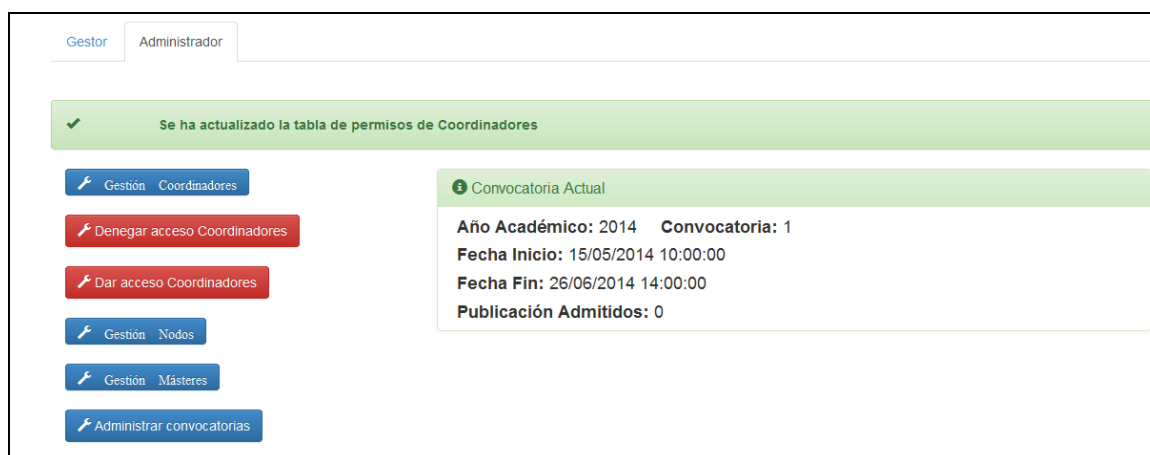 Gestor Administrador
Se ha actualizado la tabla de permisos de Coordinadores
Gestión Coordinadores
Denegar acceso Coordinadores
Dar acceso Coordinadores
Gestión Nodos
Gestión Másteres
Administrar convocatorias
Convocatoria Actual
Año Académico: 2014 Convocatoria: 1
Fecha Inicio: 15/05/2014 10:00:00
Fecha Fin: 26/06/2014 14:00:00
Publicación Admitidos: 0